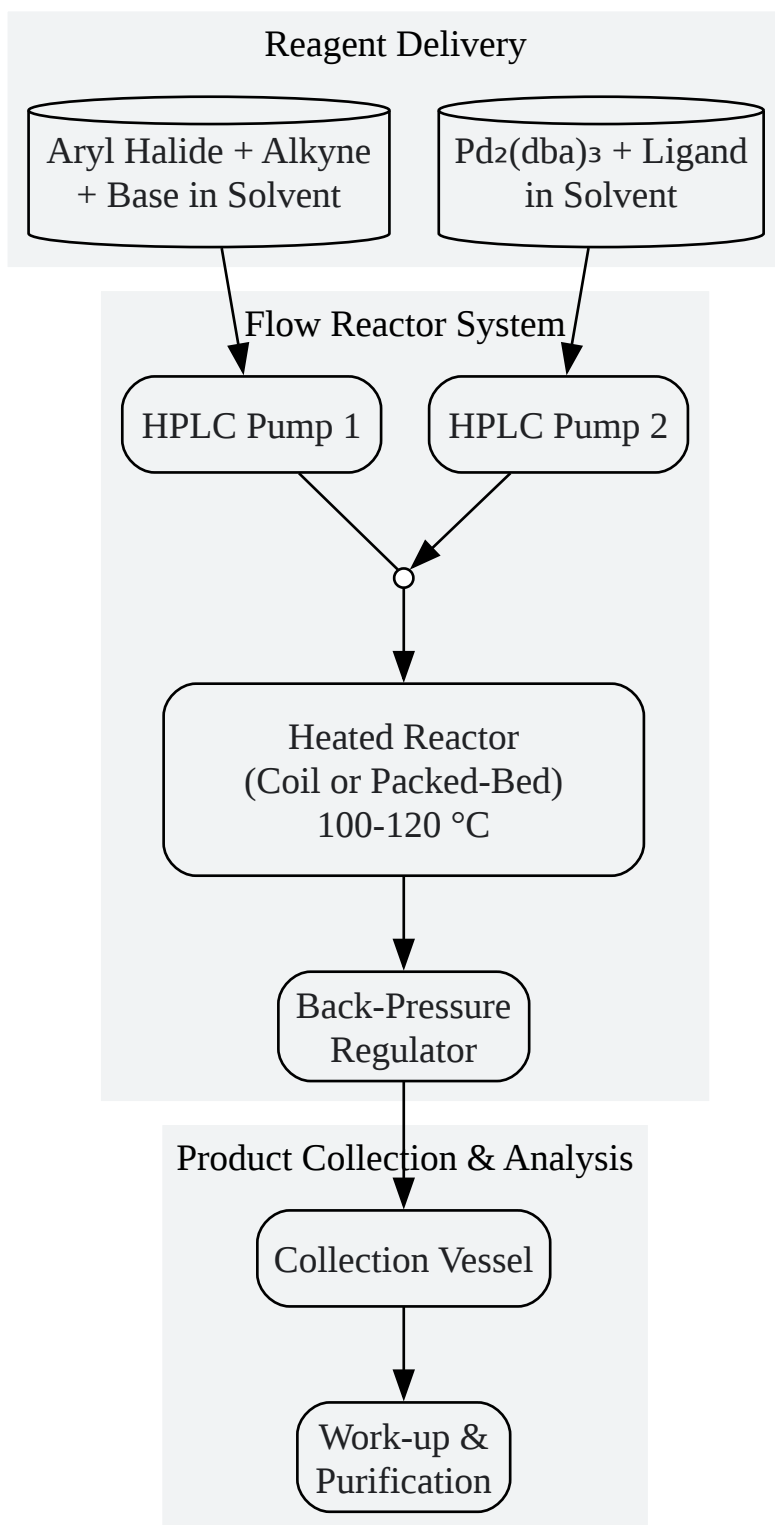 Reagent Delivery
Aryl Halide + Alkyne
+ Base in Solvent
Pd₂(dba)₃ + Ligand
in Solvent
Flow Reactor System
HPLC Pump 1
HPLC Pump 2
Heated Reactor
(Coil or Packed-Bed)
100-120 °C
Back-Pressure
Regulator
Product Collection & Analysis
Collection Vessel
Work-up &
Purification